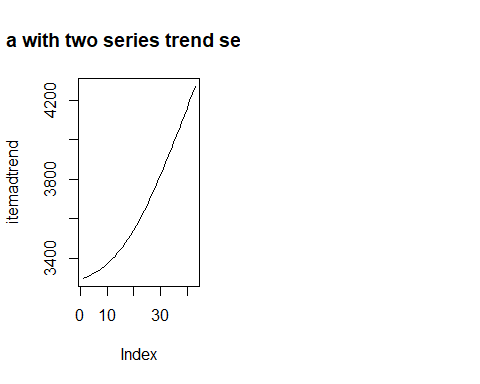 a with two series trend se
4200
3800
3400
itemadtrend
0 10 30
Index